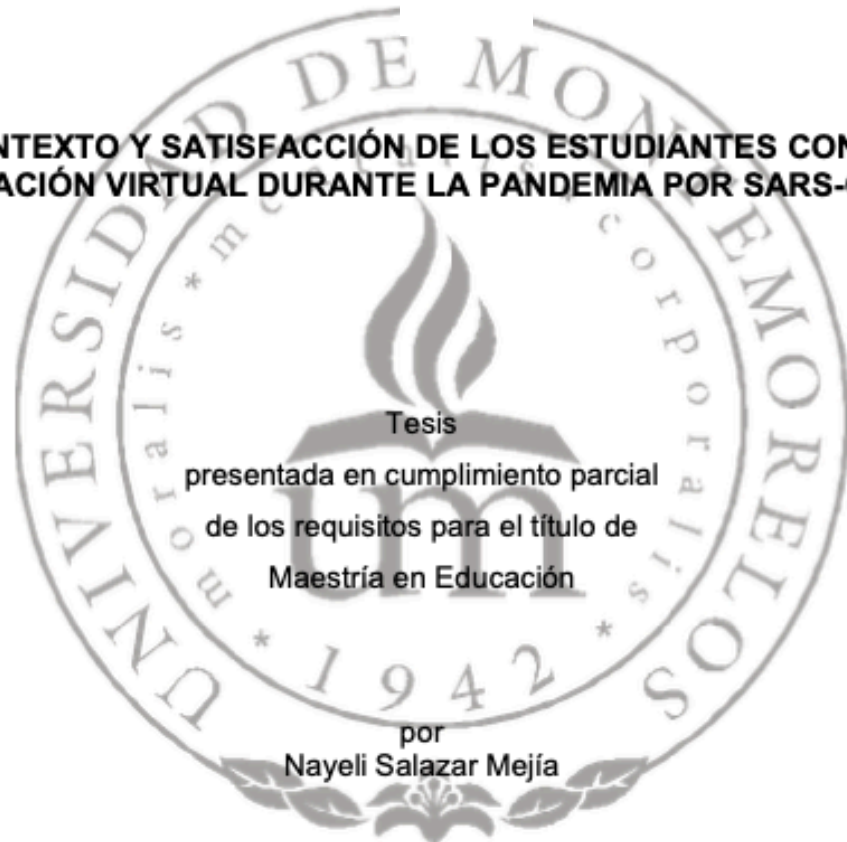 UNIVERSIDAD DE MONTEMORELOS
NTEXTO Y SATISFACCIÓN DE LOS ESTUDIANTES CON
ACIÓN VIRTUAL DURANTE LA PANDEMIA POR SARS-
moralis * mentalis * corporalis *
Tesis
presentada en cumplimiento parcial
um
de los requisitos para el título de
Maestría en Educación
1942
por
Nayeli Salazar Mejía